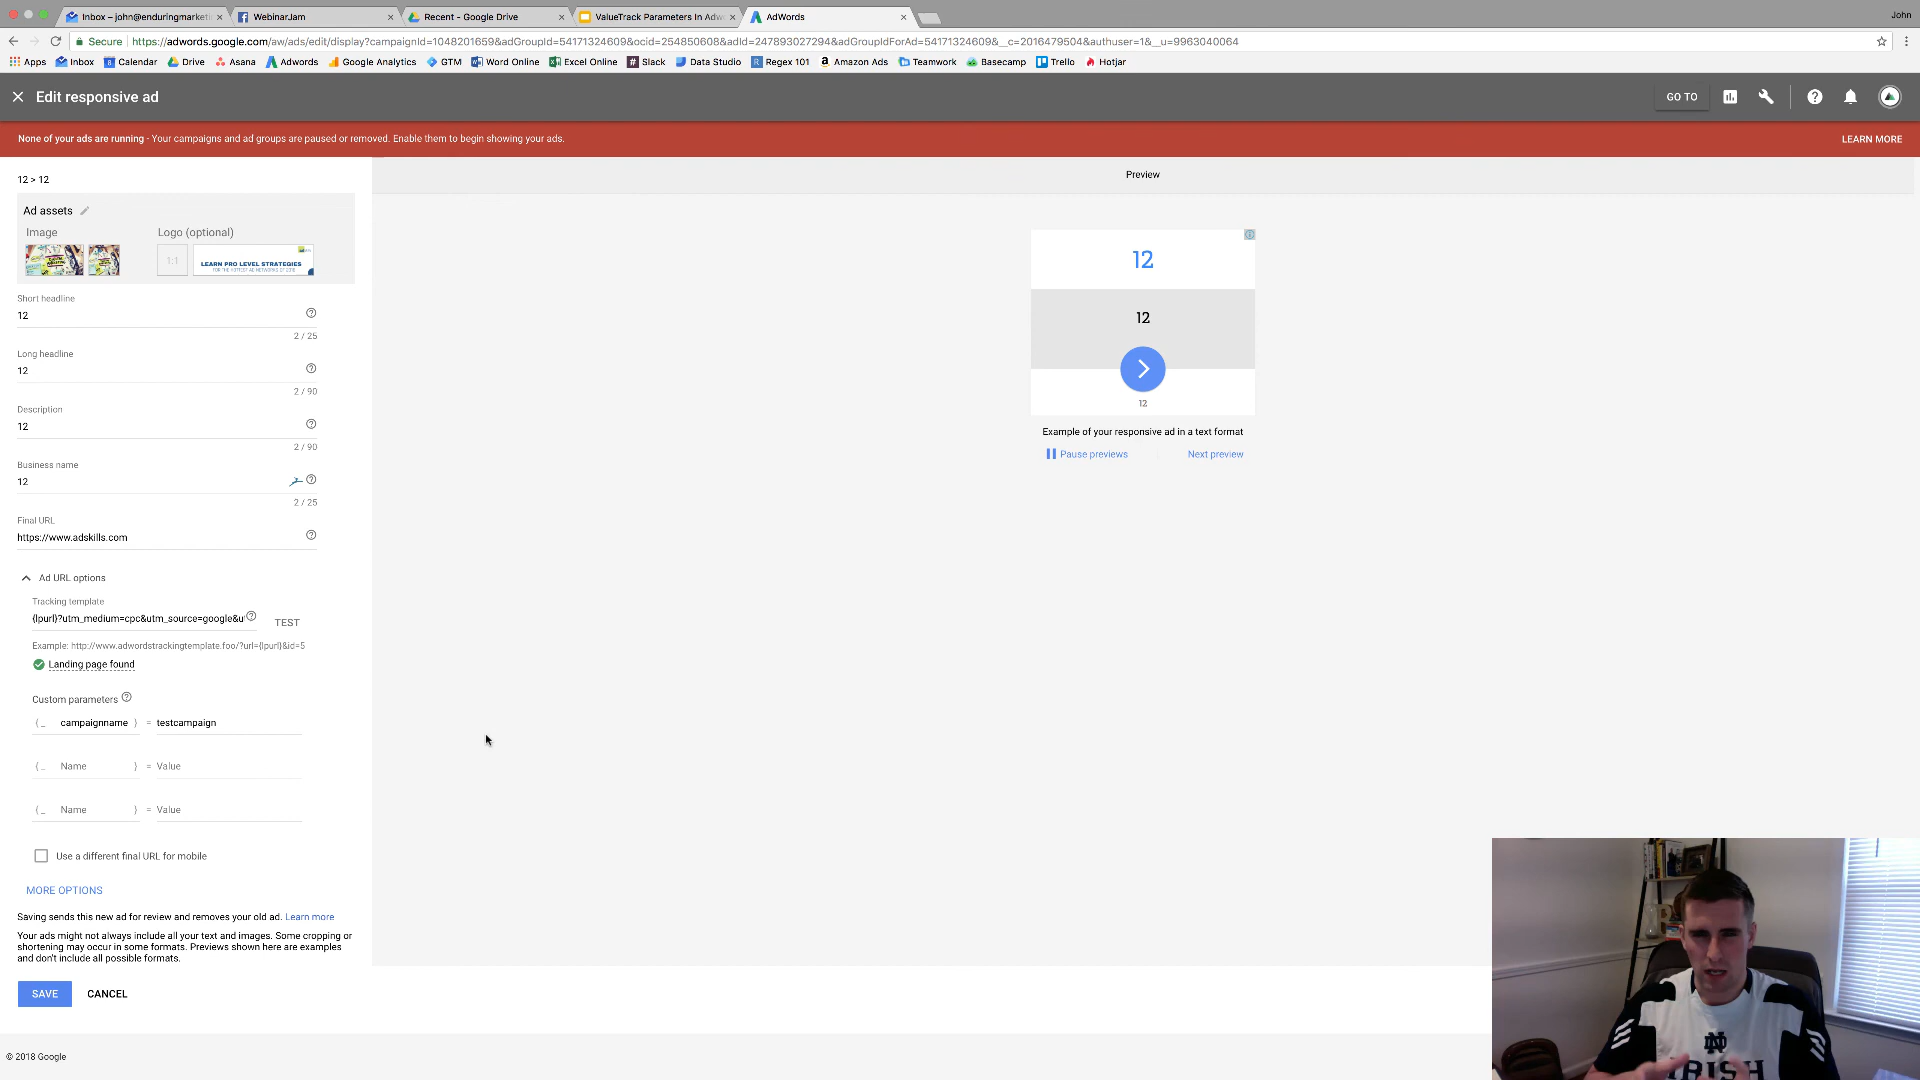 Inbox – john@enduringmarketi
WebinarJam
Recent - Google Drive
ValueTrack Parameters In Adw
AdWords
John
Secure
https://adwords.google.com/aw/ads/edit/display?campaignId=1048201659&adGroupId=54171324609&ocid=254850608&adId=247893027294&adGroupIdForAd=54171324609&__c=2016479504&authuser=1&__u=9963040064
Apps Inbox Calendar Drive Asana Adwords Google Analytics GTM Word Online Excel Online Slack Data Studio Regex 101 Amazon Ads Teamwork Basecamp Trello Hotjar
Edit responsive ad
GO TO
None of your ads are running - Your campaigns and ad groups are paused or removed. Enable them to begin showing your ads.
LEARN MORE
12 > 12
Preview
Ad assets
Image
Logo (optional)
1:1
LEARN PRO LEVEL STRATEGIES
FOR THE HOTTEST AD NETWORKS OF 2018
Short headline
12
2 / 25
Long headline
12
2 / 90
Description
12
2 / 90
Business name
12
2 / 25
Final URL
https://www.adskills.com
Ad URL options
Tracking template
{lpurl}?utm_medium=cpc&utm_source=google&u
TEST
Example: http://www.adwordstrackingtemplate.foo/?url={lpurl}&id=5
Landing page found
Custom parameters
{_ campaignname } = testcampaign
{_ Name } = Value
{_ Name } = Value
Use a different final URL for mobile
MORE OPTIONS
Saving sends this new ad for review and removes your old ad. Learn more
Your ads might not always include all your text and images. Some cropping or
shortening may occur in some formats. Previews shown here are examples
and don't include all possible formats.
SAVE
CANCEL
© 2018 Google
12
12
12
Example of your responsive ad in a text format
Pause previews
Next preview
ND
IRISH